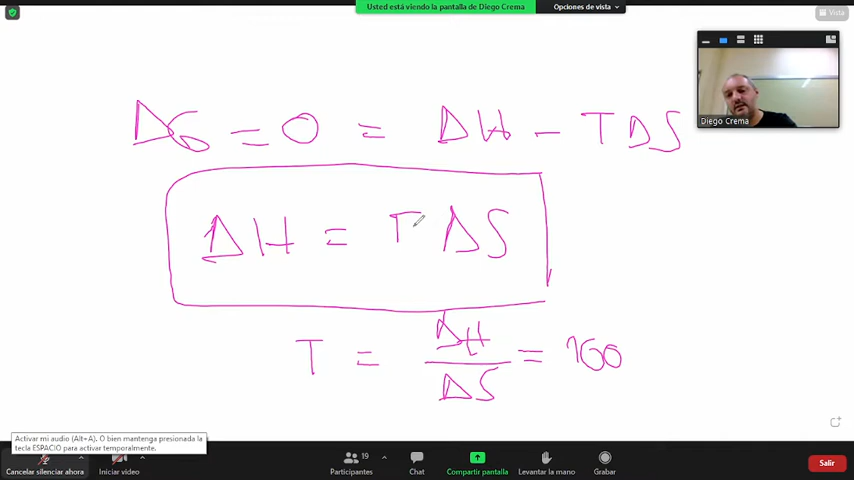 Usted está viendo la pantalla de Diego Crema
Opciones de vista
Vista
Diego Crema
ΔG = 0 = ΔH - TΔS
ΔH = TΔS
T = ΔH/ΔS = 100
Activar mi audio (Alt+A). O bien mantenga presionada la
tecla ESPACIO para activar temporalmente.
Cancelar silenciar ahora
Iniciar video
19
Participantes
Chat
Compartir pantalla
Levantar la mano
Grabar
Salir